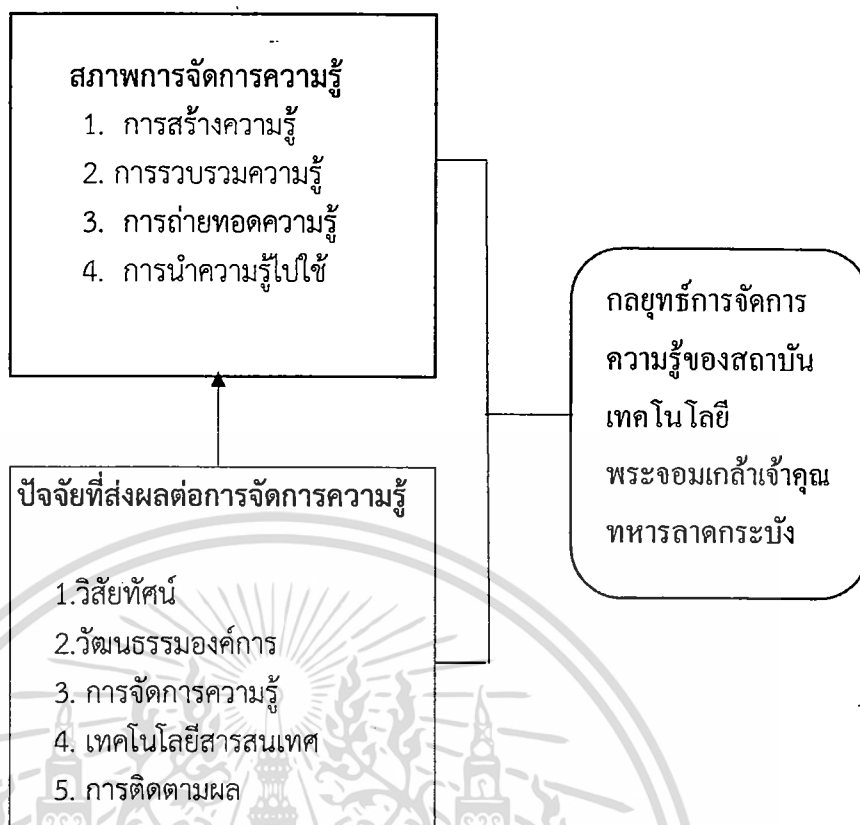 สภาพการจัดการความรู้
1. การสร้างความรู้
2. การรวบรวมความรู้
3. การถ่ายทอดความรู้
4. การนำความรู้ไปใช้
ปัจจัยที่ส่งผลต่อการจัดการความรู้
1.วิสัยทัศน์
2.วัฒนธรรมองค์การ
3. การจัดการความรู้
4. เทคโนโลยีสารสนเทศ
5. การติดตามผล
กลยุทธ์การจัดการ
ความรู้ของสถาบัน
เทคโนโลยี
พระจอมเกล้าเจ้าคุณ
ทหารลาดกระบัง